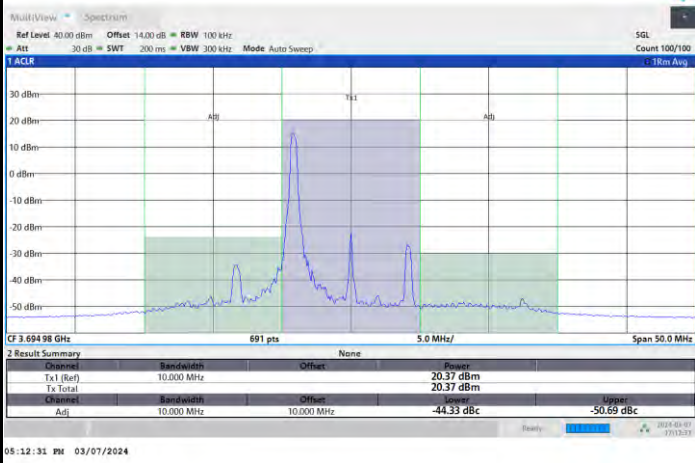 MultiView Spectrum
Ref Level 40.00 dBm Offset 14.00 dB RBW 100 kHz SGL
Att 30 dB SWT 200 ms VBW 300 kHz Mode Auto Sweep Count 100/100
1 ACLR 1Rm Avg
Tx1
Adj Adj
30 dBm
20 dBm
10 dBm
0 dBm
-10 dBm
-20 dBm
-30 dBm
-40 dBm
-50 dBm
CF 3.694 98 GHz 691 pts 5.0 MHz/ Span 50.0 MHz
2 Result Summary None
Channel Bandwidth Offset Power
Tx1 (Ref) 10.000 MHz 20.37 dBm
Tx Total 20.37 dBm
Channel Bandwidth Offset Lower Upper
Adj 10.000 MHz 10.000 MHz -44.33 dBc -50.69 dBc
Ready 2024-03-07
17:12:31
05:12:31 PM 03/07/2024